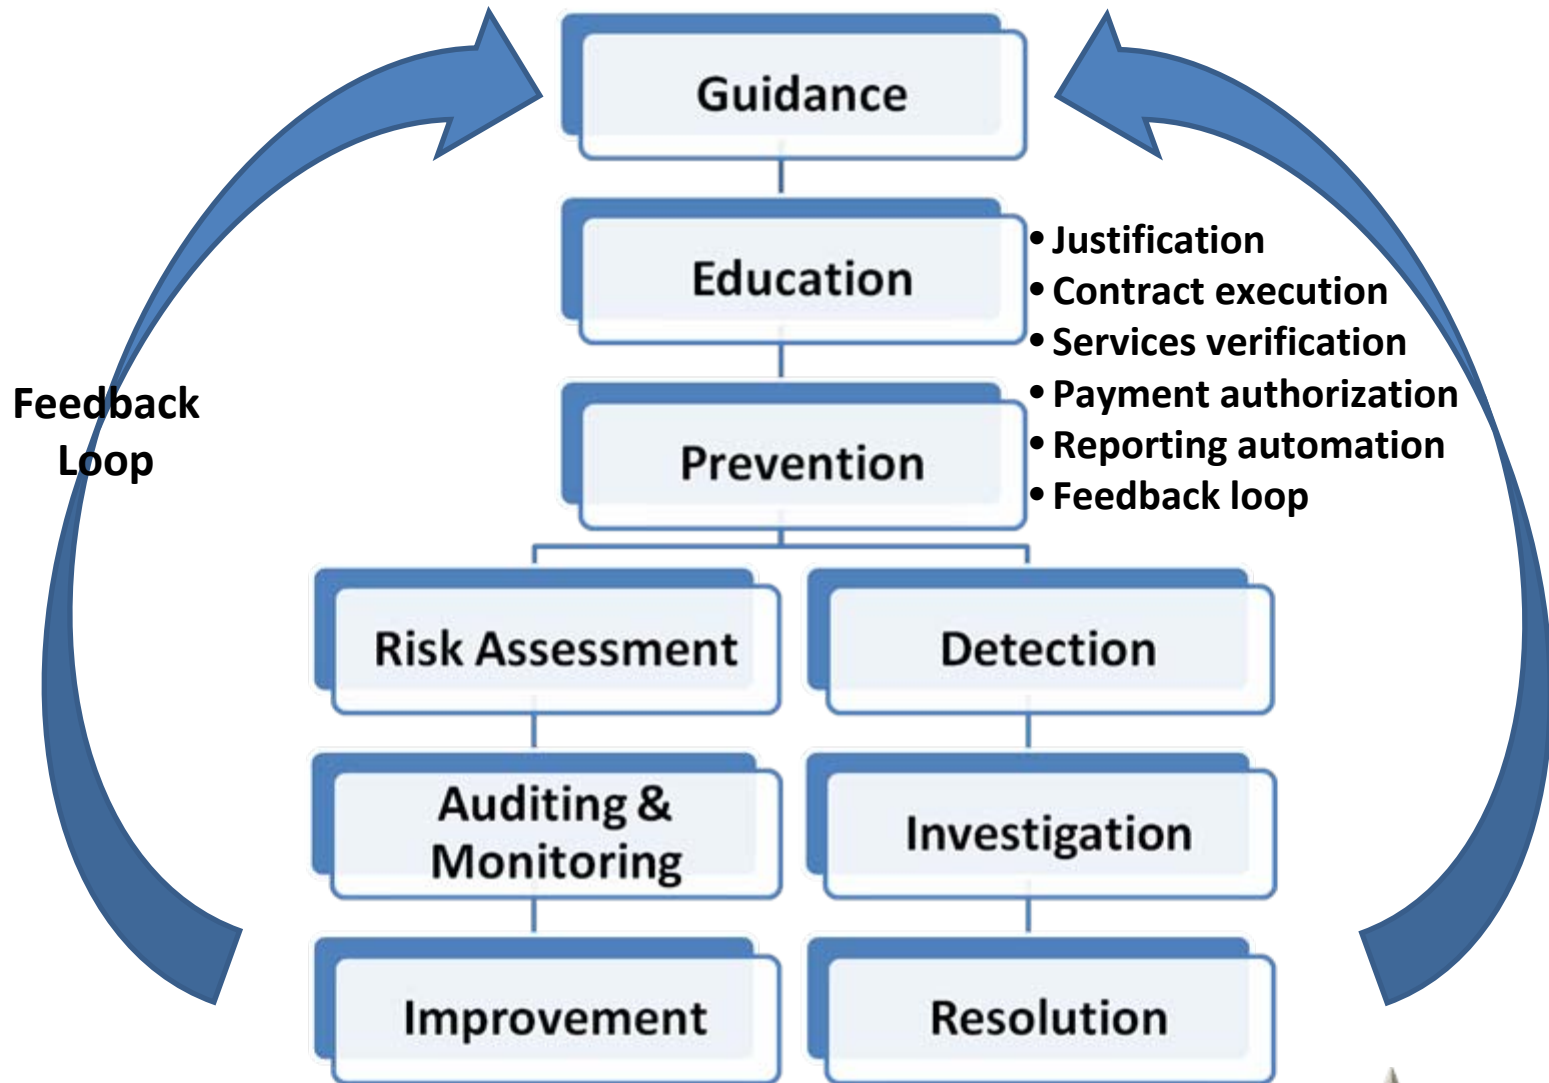 Guidance
Education
• Justification
• Contract execution
• Services verification
• Payment authorization
• Reporting automation
• Feedback loop
Feedback
Loop
Prevention
Risk Assessment
Detection
Auditing &
Monitoring
Investigation
Improvement
Resolution